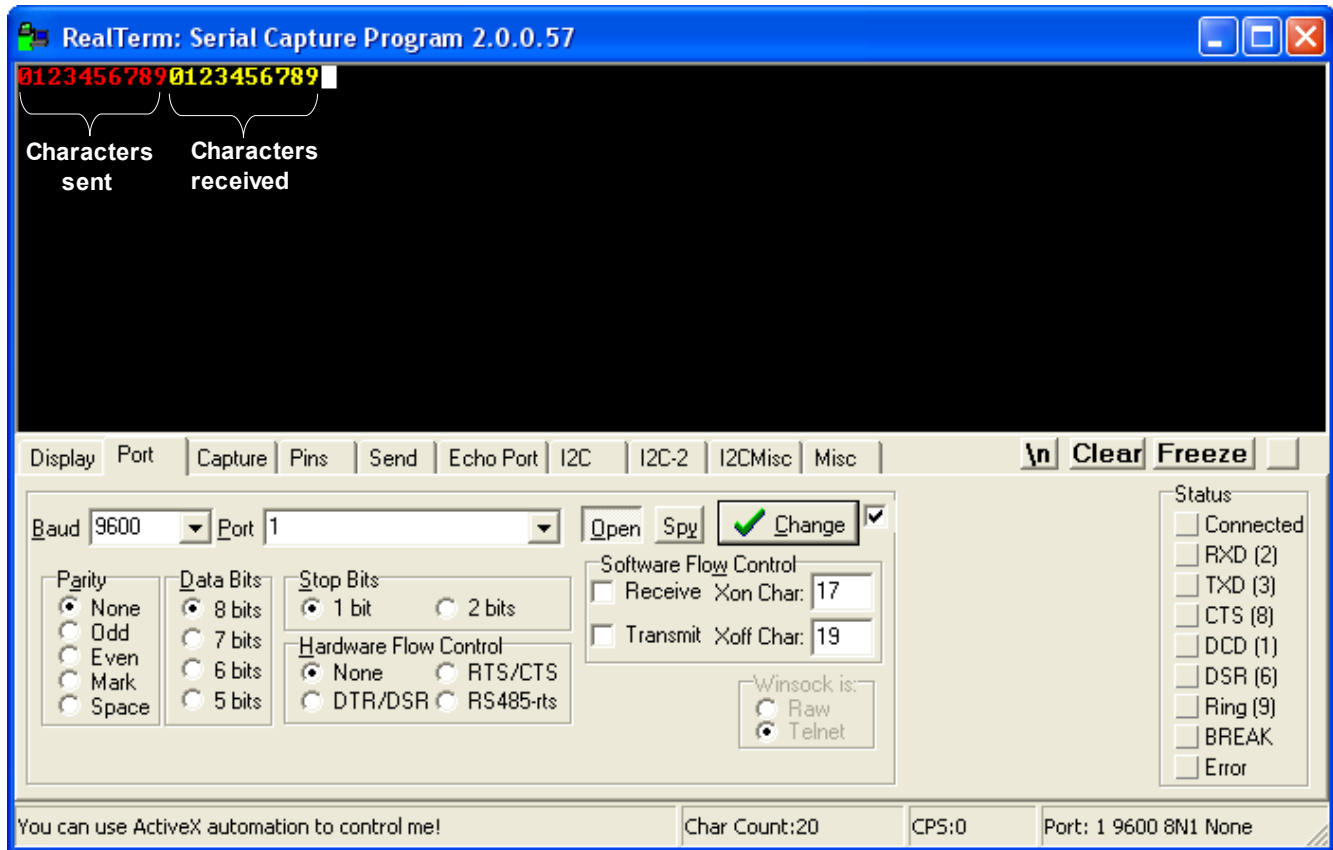 RealTerm: Serial Capture Program 2.0.0.57
01234567890123456789
Characters sent
Characters received
Display Port Capture Pins Send Echo Port I2C I2C-2 I2CMisc Misc \n Clear Freeze
Baud 9600 Port 1 Open Spy Change
Parity
None
Odd
Even
Mark
Space
Data Bits
8 bits
7 bits
6 bits
5 bits
Stop Bits
1 bit 2 bits
Hardware Flow Control
None RTS/CTS
DTR/DSR RS485-rts
Software Flow Control
Receive Xon Char: 17
Transmit Xoff Char: 19
Winsock is:
Raw
Telnet
Status
Connected
RXD (2)
TXD (3)
CTS (8)
DCD (1)
DSR (6)
Ring (9)
BREAK
Error
You can use ActiveX automation to control me! Char Count:20 CPS:0 Port: 1 9600 8N1 None